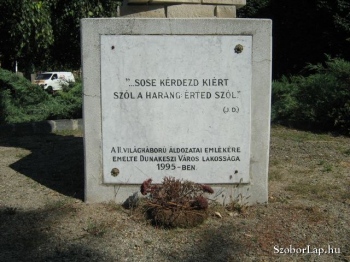 "...SOSE KÉRDEZD KIÉRT
SZÓL A HARANG·ÉRTED SZÓL"
(J.D.)
A II.VILÁGHÁBORÚ ÁLDOZATAI EMLÉKÉRE
EMELTE DUNAKESZI VÁROS LAKOSSÁGA
1995-BEN.
SzoborLap.hu